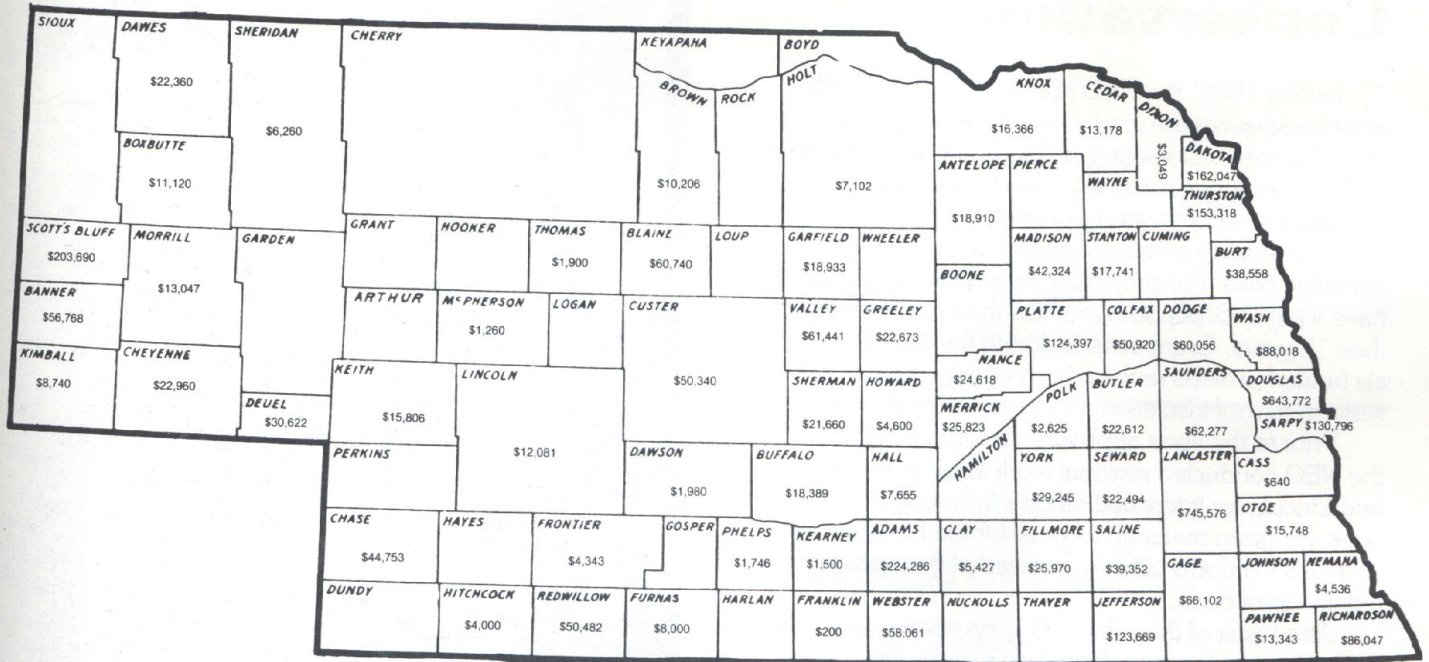 SIOUX
DAWES
$22,360
SHERIDAN
$6,260
CHERRY
KEYAPAHA
BOYD
BROWN
$10,206
ROCK
HOLT
$7,102
KNOX
$16,366
CEDAR
$13,178
DIXON
$3,049
DAKOTA
$162,047
BOXBUTTE
$11,120
ANTELOPE
$18,910
PIERCE
WAYNE
THURSTON
$153,318
SCOTT'S BLUFF
$203,690
MORRILL
$13,047
GARDEN
GRANT
HOOKER
THOMAS
$1,900
BLAINE
$60,740
LOUP
GARFIELD
$18,933
WHEELER
BOONE
MADISON
$42,324
STANTON
$17,741
CUMING
BURT
$38,558
BANNER
$56,768
ARTHUR
McPHERSON
$1,260
LOGAN
CUSTER
$50,340
VALLEY
$61,441
GREELEY
$22,673
PLATTE
$124,397
COLFAX
$50,920
DODGE
$60,056
WASH
$88,018
KIMBALL
$8,740
CHEYENNE
$22,960
DEUEL
$30,622
KEITH
$15,806
LINCOLN
$12,081
SHERMAN
$21,660
HOWARD
$4,600
NANCE
$24,618
MERRICK
$25,823
POLK
$2,625
BUTLER
$22,612
SAUNDERS
$62,277
DOUGLAS
$643,772
SARPY
$130,796
PERKINS
DAWSON
$1,980
BUFFALO
$18,389
HALL
$7,655
HAMILTON
YORK
$29,245
SEWARD
$22,494
LANCASTER
$745,576
CASS
$640
OTOE
$15,748
CHASE
$44,753
HAYES
FRONTIER
$4,343
GOSPER
PHELPS
$1,746
KEARNEY
$1,500
ADAMS
$224,286
CLAY
$5,427
FILLMORE
$25,970
SALINE
$39,352
GAGE
$66,102
JOHNSON
NEMAHA
$4,536
DUNDY
HITCHCOCK
$4,000
REDWILLOW
$50,482
FURNAS
$8,000
HARLAN
FRANKLIN
$200
WEBSTER
$58,061
NUCKOLLS
THAYER
JEFFERSON
$123,669
PAWNEE
$13,343
RICHARDSON
$86,047